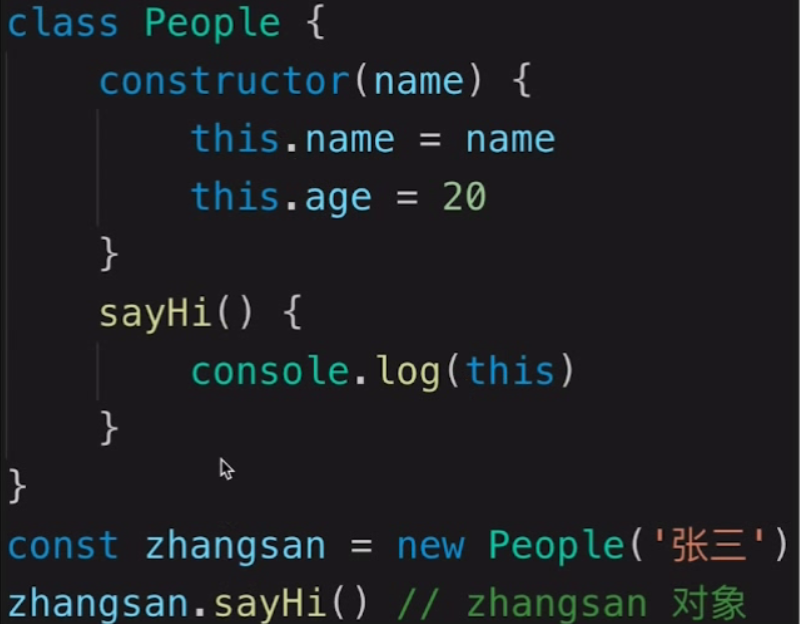 class People {
    constructor(name) {
        this.name = name
        this.age = 20
    }
    sayHi() {
        console.log(this)
    }
}
const zhangsan = new People('张三')
zhangsan.sayHi() // zhangsan 对象